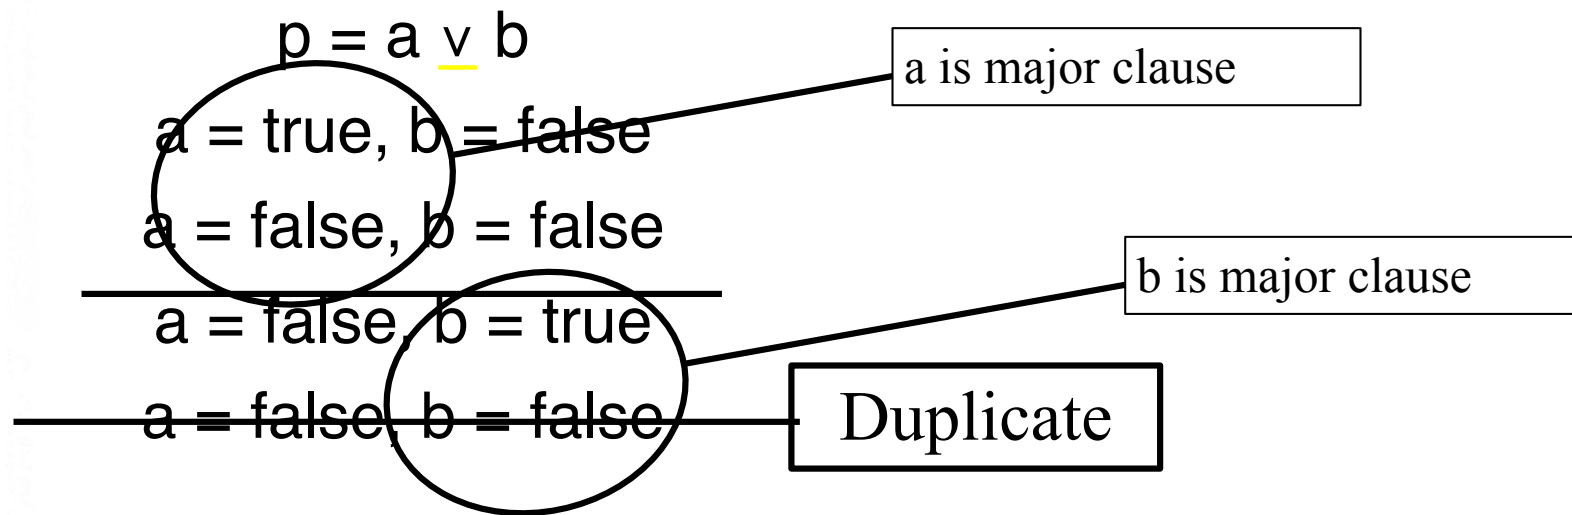 p = a ∨ b
a is major clause
a = true, b = false
a = false, b = false
b is major clause
a = false, b = true
a = false, b = false
Duplicate